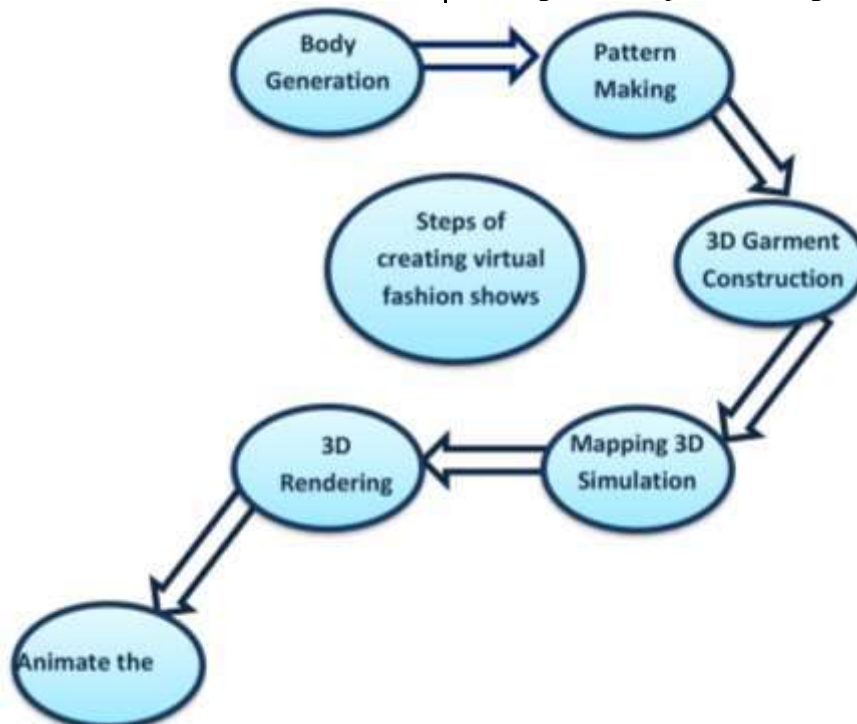 Body
Generation
Pattern
Making
Steps of
creating virtual
fashion shows
3D Garment
Construction
Mapping 3D
Simulation
3D
Rendering
Animate the